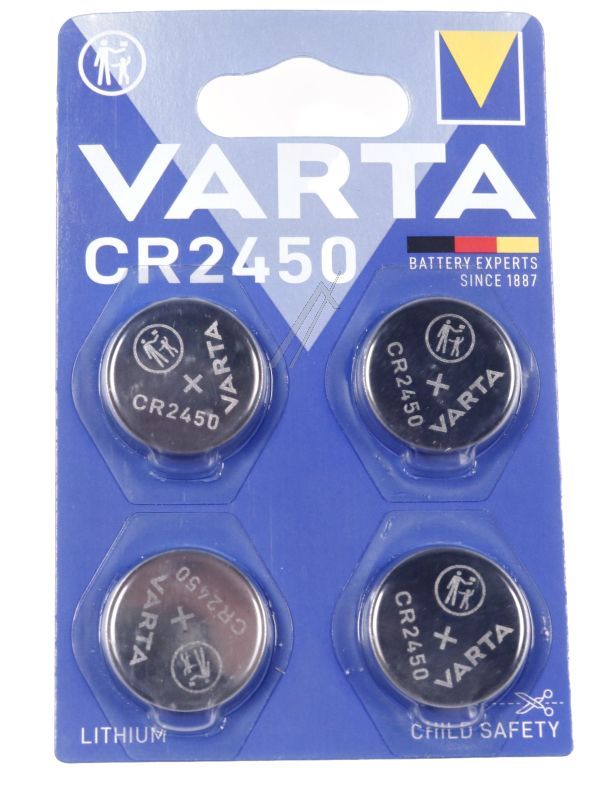 VARTA
CR2450
BATTERY EXPERTS
SINCE 1887
VARTA
CR2450
CR2450
VARTA
CR2450
VARTA
CR2450
VARTA
LITHIUM
CHILD SAFETY